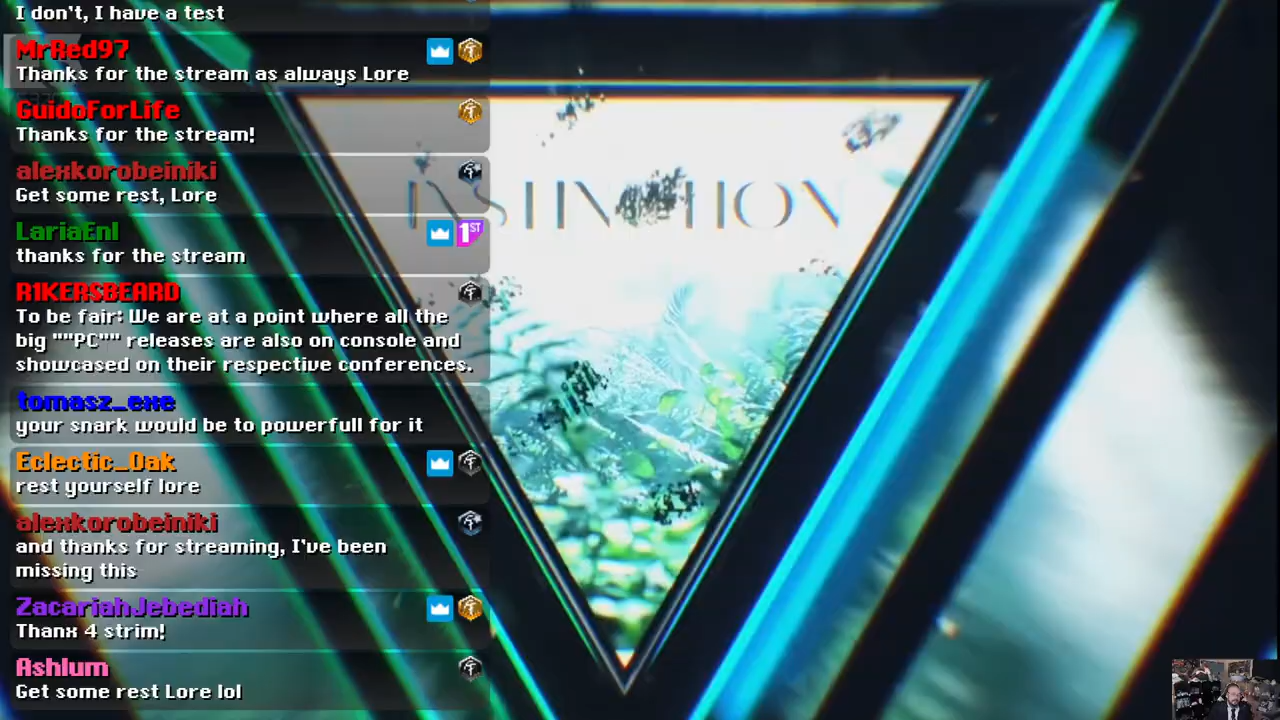 I don't, I have a test
MrRed97
Thanks for the stream as always Lore
GuidoForLife
Thanks for the stream!
alexkorobeiniki
Get some rest, Lore
LariaEnl
1ST
thanks for the stream
R1KERSBEARD
To be fair: We are at a point where all the
big ""PC"" releases are also on console and
showcased on their respective conferences.
tomasz_exe
your snark would be to powerfull for it
Eclectic_Oak
rest yourself lore
alexkorobeiniki
and thanks for streaming, I've been
missing this
ZacariahJebediah
Thanx 4 strim!
Ashlum
Get some rest Lore lol
INSTINCTION